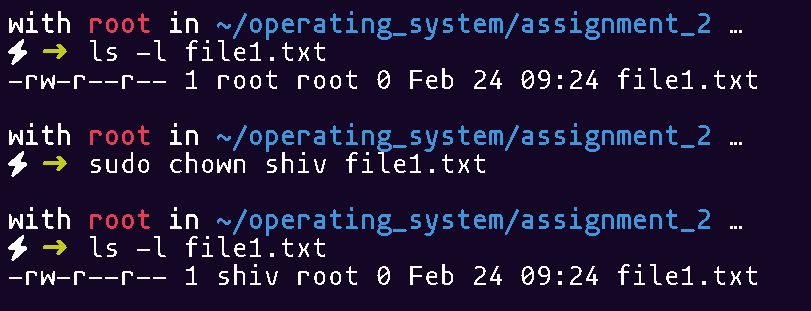 with root in ~/operating_system/assignment_2 …
⚡ ➜ ls -l file1.txt
-rw-r--r-- 1 root root 0 Feb 24 09:24 file1.txt
with root in ~/operating_system/assignment_2 …
⚡ ➜ sudo chown shiv file1.txt
with root in ~/operating_system/assignment_2 …
⚡ ➜ ls -l file1.txt
-rw-r--r-- 1 shiv root 0 Feb 24 09:24 file1.txt